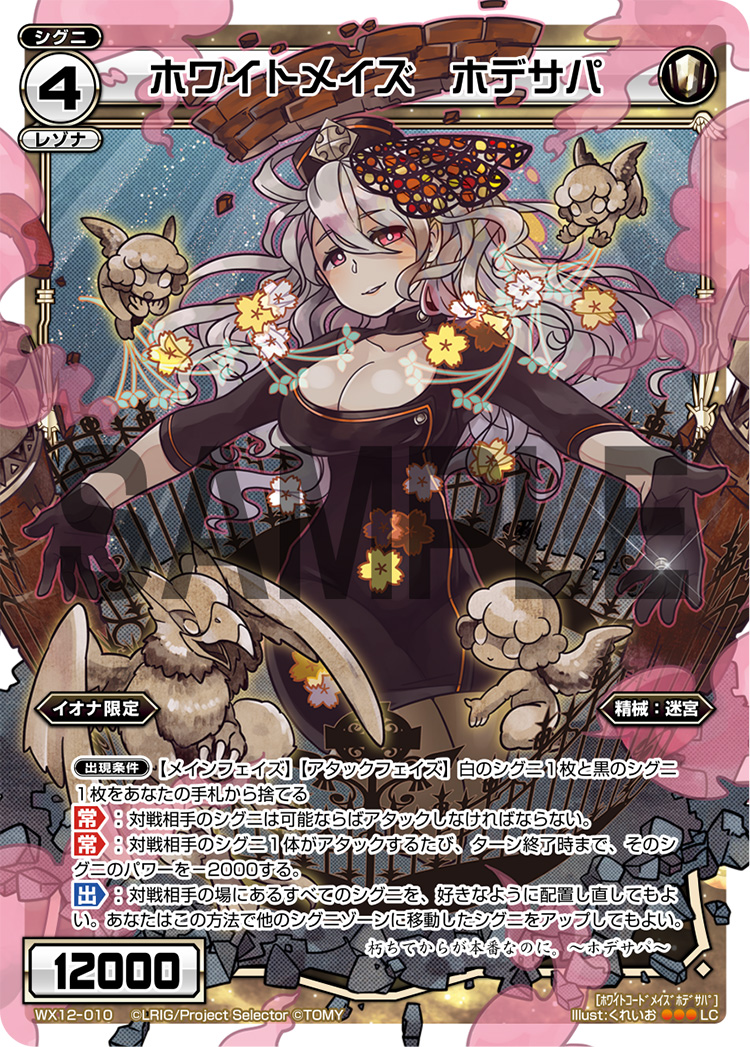 シグニ
4
ホワイトメイズ　ホデサパ
レゾナ
SAMPLE
イオナ限定
精械：迷宮
出現条件 【メインフェイズ】【アタックフェイズ】白のシグニ１枚と黒のシグニ
１枚をあなたの手札から捨てる
常：対戦相手のシグニは可能ならばアタックしなければならない。
常：対戦相手のシグニ１体がアタックするたび、ターン終了時まで、そのシ
グニのパワーを－2000する。
出：対戦相手の場にあるすべてのシグニを、好きなように配置し直してもよ
い。あなたはこの方法で他のシグニゾーンに移動したシグニをアップしてもよい。
朽ちてからが本番なのに。～ホデサパ～
12000
[ﾎﾜｲﾄｺｰﾄﾞﾒｲｽﾞﾎﾃﾞｻﾊﾟ]
WX12-010 ©LRIG/Project Selector ©TOMY Illust:くれいお LC